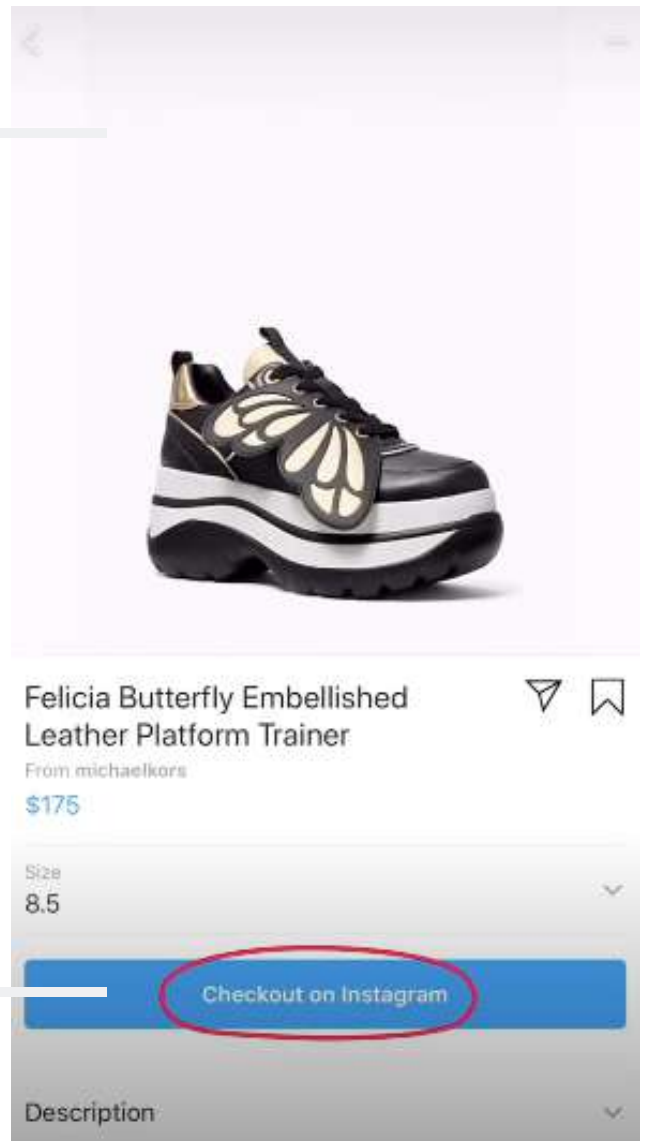 Felicia Butterfly Embellished
Leather Platform Trainer
From michaelkors
$175
Size
8.5
Checkout on Instagram
Description